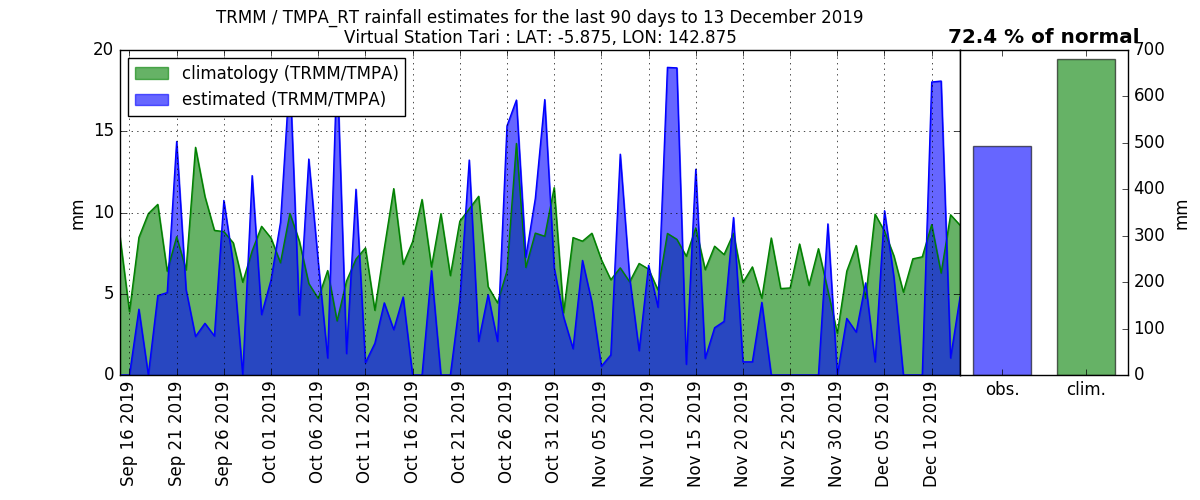 TRMM / TMPA_RT rainfall estimates for the last 90 days to 13 December 2019
Virtual Station Tari : LAT: -5.875, LON: 142.875
72.4 % of normal
climatology (TRMM/TMPA)
estimated (TRMM/TMPA)
20
15
10
5
0
mm
700
600
500
400
300
200
100
0
mm
Sep 16 2019
Sep 21 2019
Sep 26 2019
Oct 01 2019
Oct 06 2019
Oct 11 2019
Oct 16 2019
Oct 21 2019
Oct 26 2019
Oct 31 2019
Nov 05 2019
Nov 10 2019
Nov 15 2019
Nov 20 2019
Nov 25 2019
Nov 30 2019
Dec 05 2019
Dec 10 2019
obs.
clim.